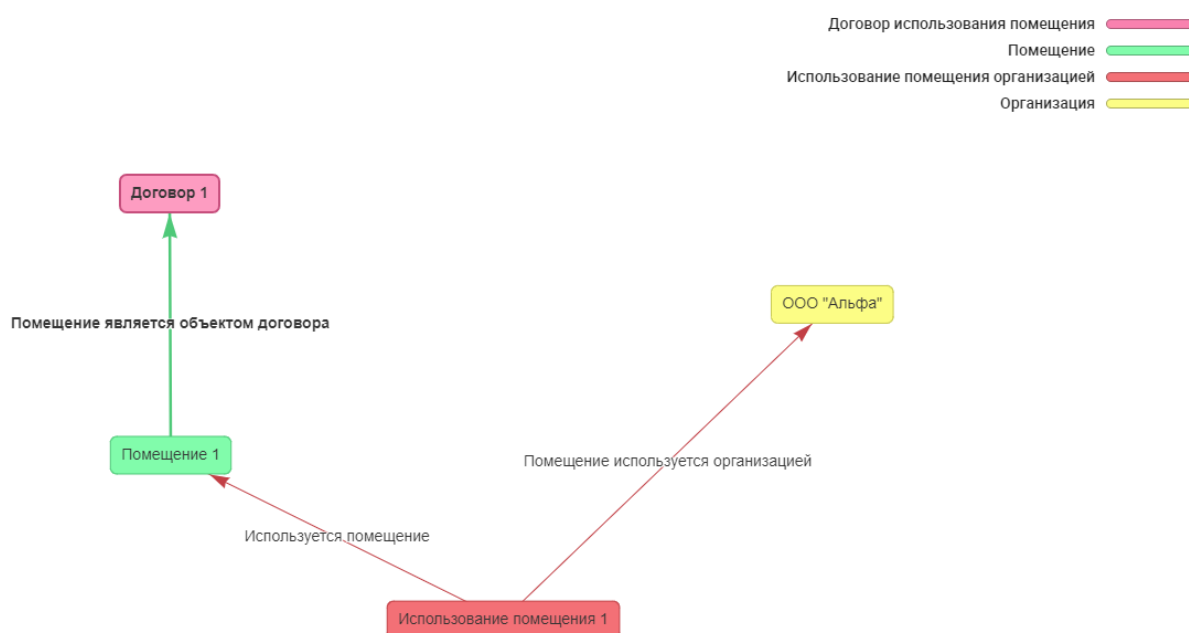 Договор использования помещения
Помещение
Использование помещения организацией
Организация
Договор 1
ООО "Альфа"
Помещение является объектом договора
Помещение 1
Помещение используется организацией
Используется помещение
Использование помещения 1